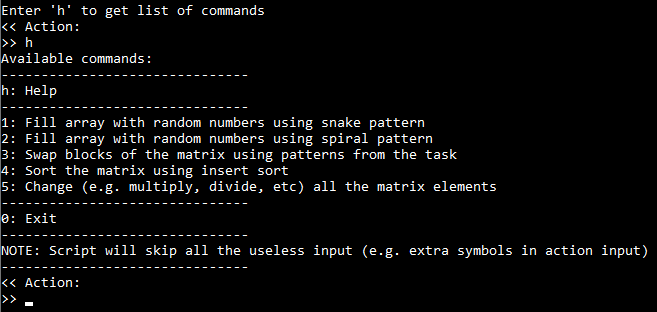 Enter 'h' to get list of commands
<< Action:
>> h
Available commands:
-------------------------------
h: Help
-------------------------------
1: Fill array with random numbers using snake pattern
2: Fill array with random numbers using spiral pattern
3: Swap blocks of the matrix using patterns from the task
4: Sort the matrix using insert sort
5: Change (e.g. multiply, divide, etc) all the matrix elements
-------------------------------
0: Exit
-------------------------------
NOTE: Script will skip all the useless input (e.g. extra symbols in action input)
-------------------------------
<< Action:
>> _